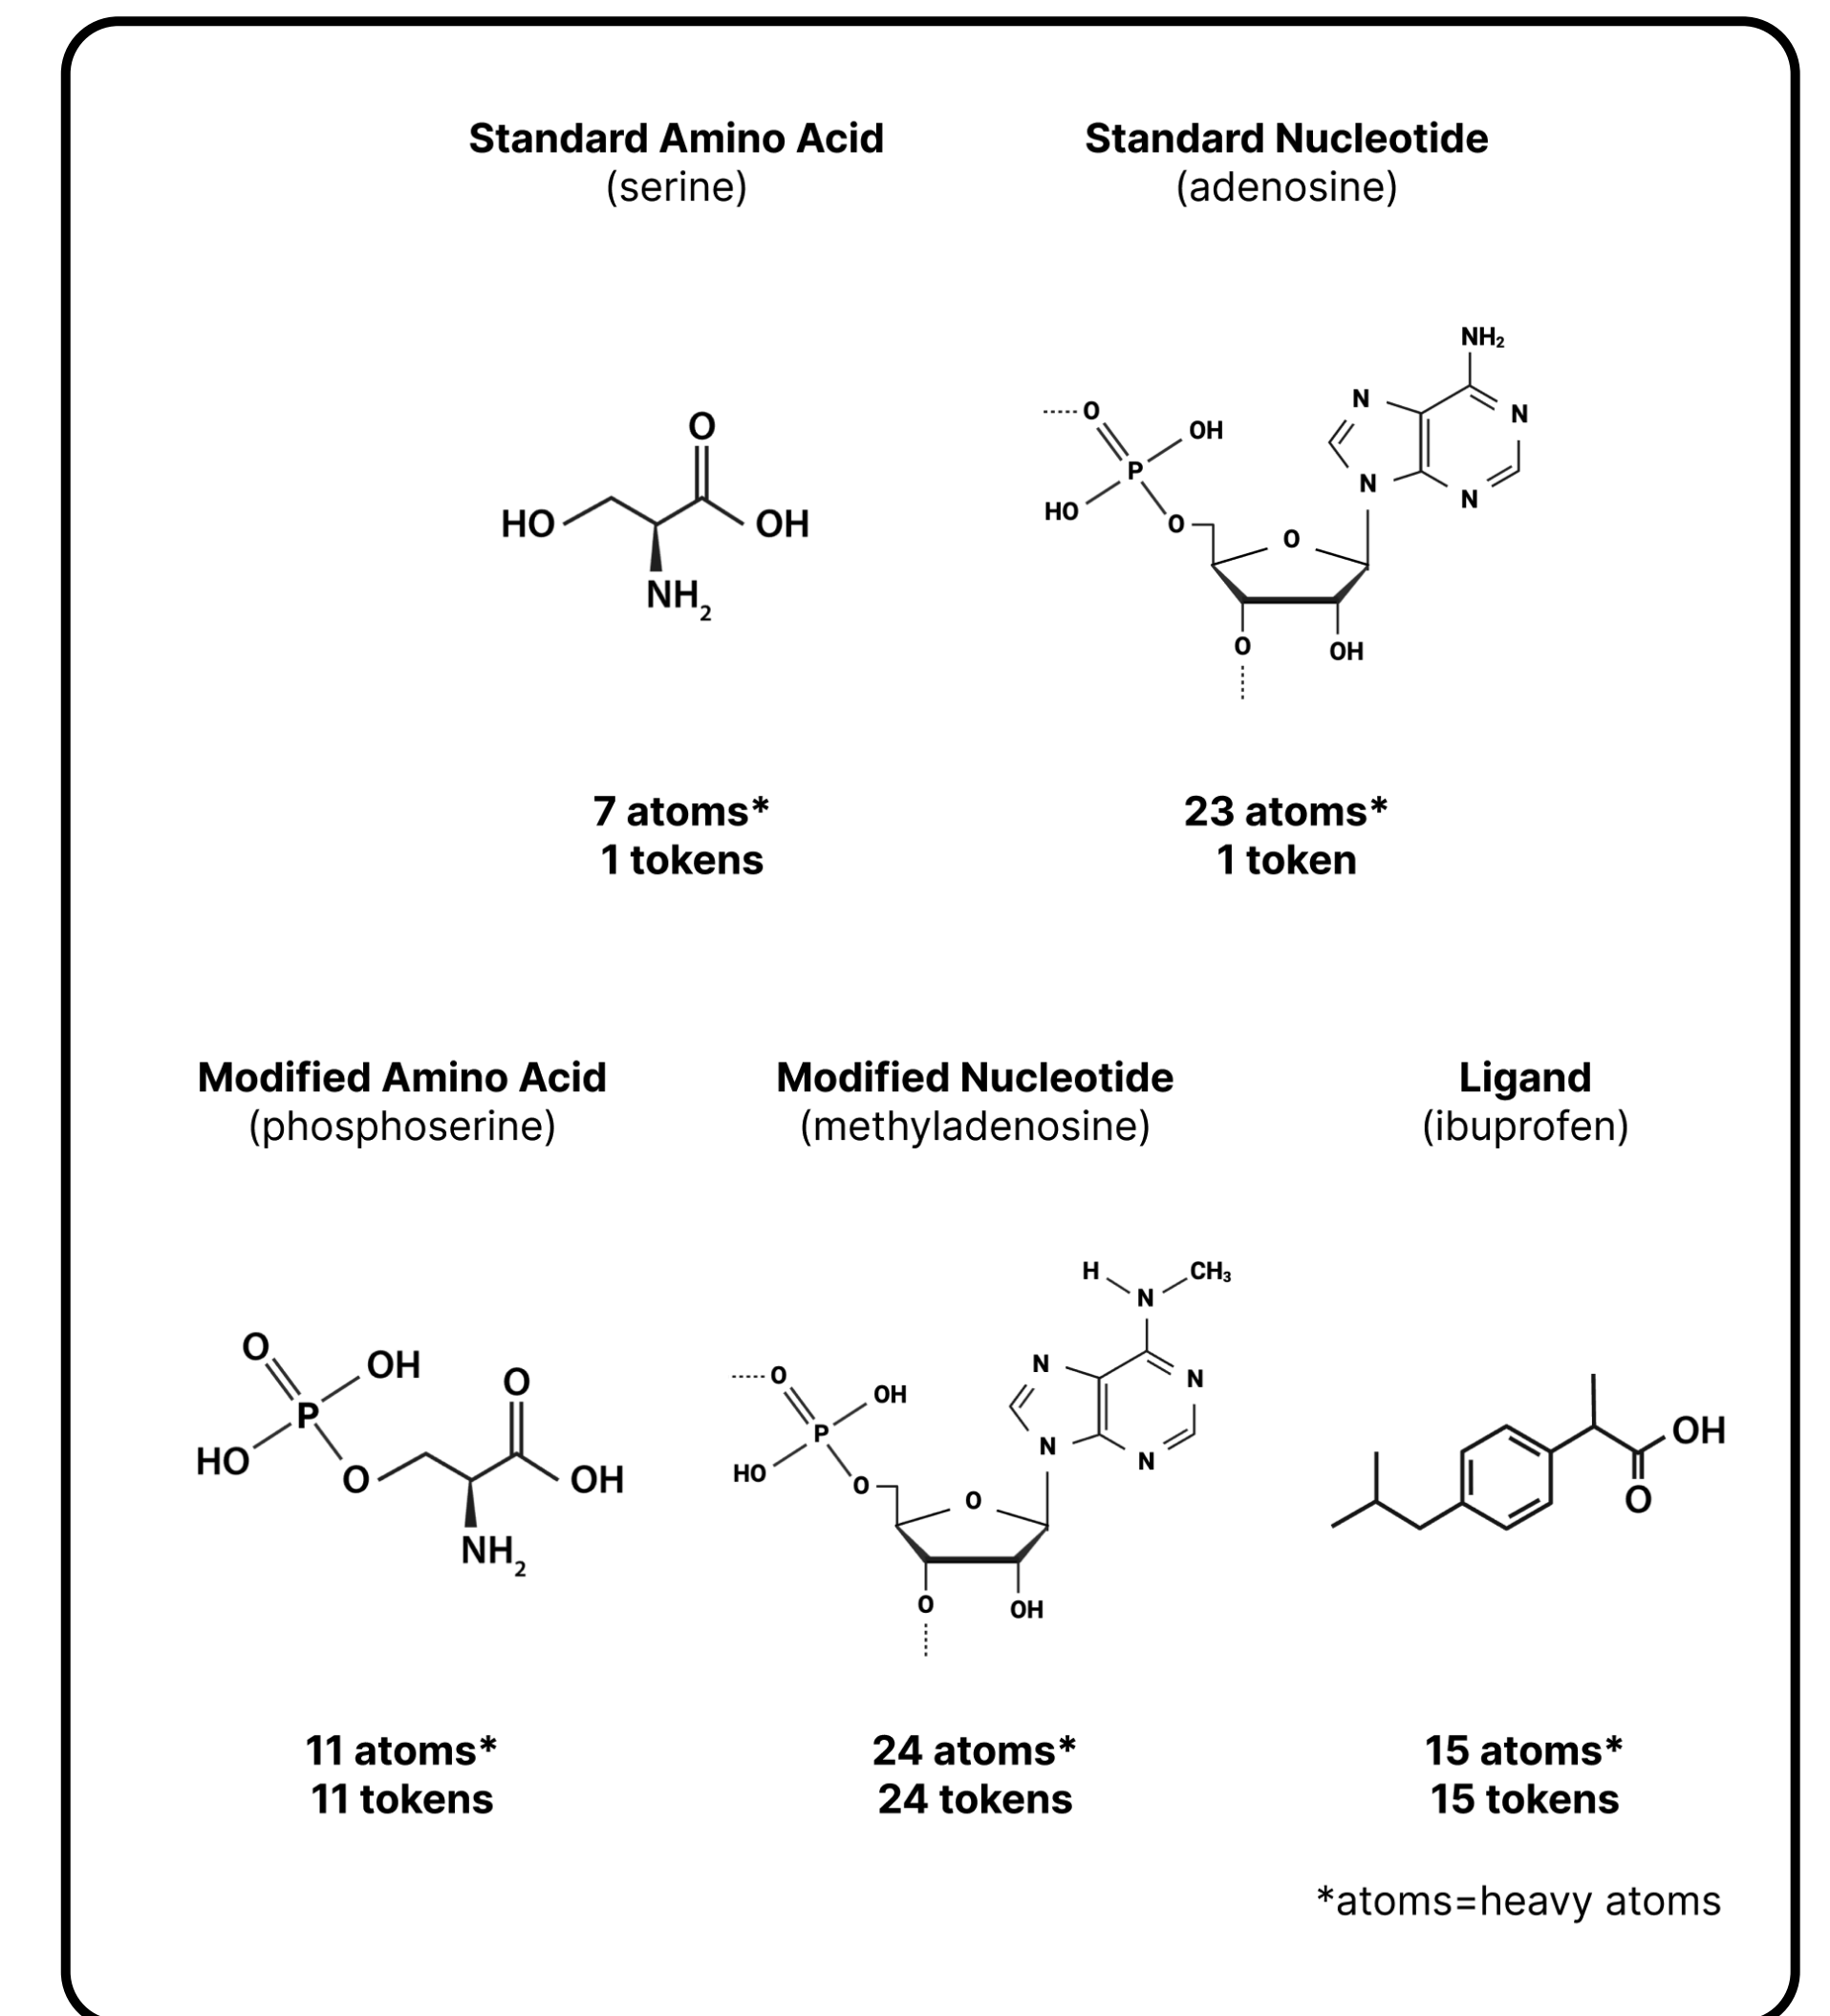 Standard Amino Acid
(serine)
Standard Nucleotide
(adenosine)
O
HO
OH
NH₂
NH₂
N
N
N
N
O
OH
P
HO
O
O
O
OH
7 atoms*
1 tokens
23 atoms*
1 token
Modified Amino Acid
(phosphoserine)
Modified Nucleotide
(methyladenosine)
Ligand
(ibuprofen)
O
OH
P
HO
O
O
OH
NH₂
H
CH₃
N
N
N
N
N
O
OH
P
HO
O
O
O
OH
OH
O
11 atoms*
11 tokens
24 atoms*
24 tokens
15 atoms*
15 tokens
*atoms=heavy atoms